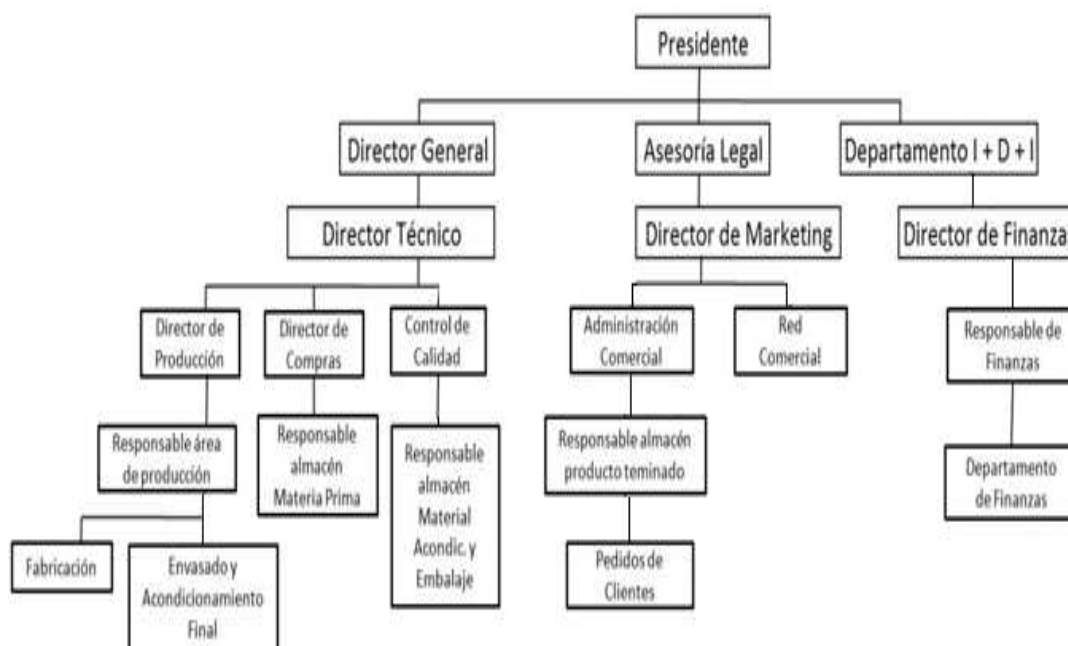 Presidente
Director General
Asesoría Legal
Departamento I + D + I
Director Técnico
Director de Marketing
Director de Finanza
Director de
Producción
Director de
Compras
Control de
Calidad
Administración
Comercial
Red
Comercial
Responsable de
Finanzas
Responsable área
de producción
Responsable
almacén
Materia Prima
Responsable
almacén
Material
Acondic. y
Embalaje
Responsable almacén
producto teminado
Departamento
de Finanzas
Fabricación
Envasado y
Acondicionamiento
Final
Pedidos de
Clientes